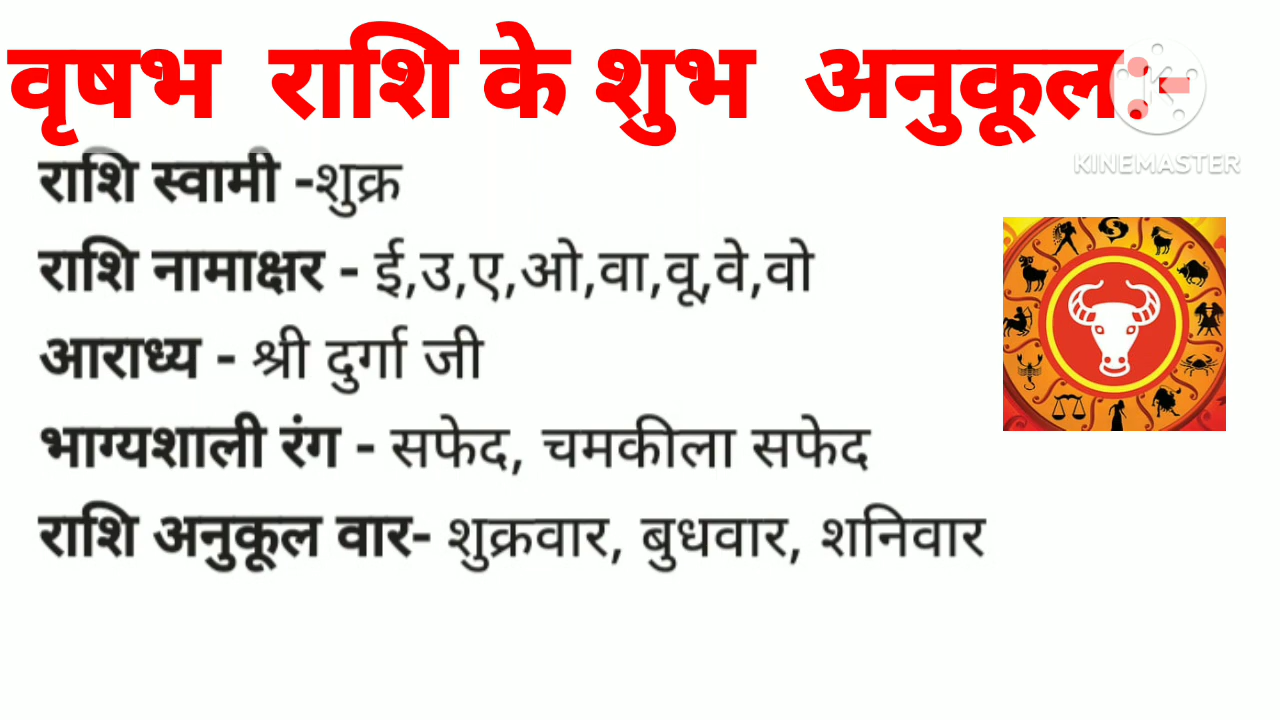 वृषभ राशि के शुभ अनुकूल:-
KINEMASTER
राशि स्वामी -शुक्र
राशि नामाक्षर - ई,उ,ए,ओ,वा,वू,वे,वो
आराध्य - श्री दुर्गा जी
भाग्यशाली रंग - सफेद, चमकीला सफेद
राशि अनुकूल वार- शुक्रवार, बुधवार, शनिवार